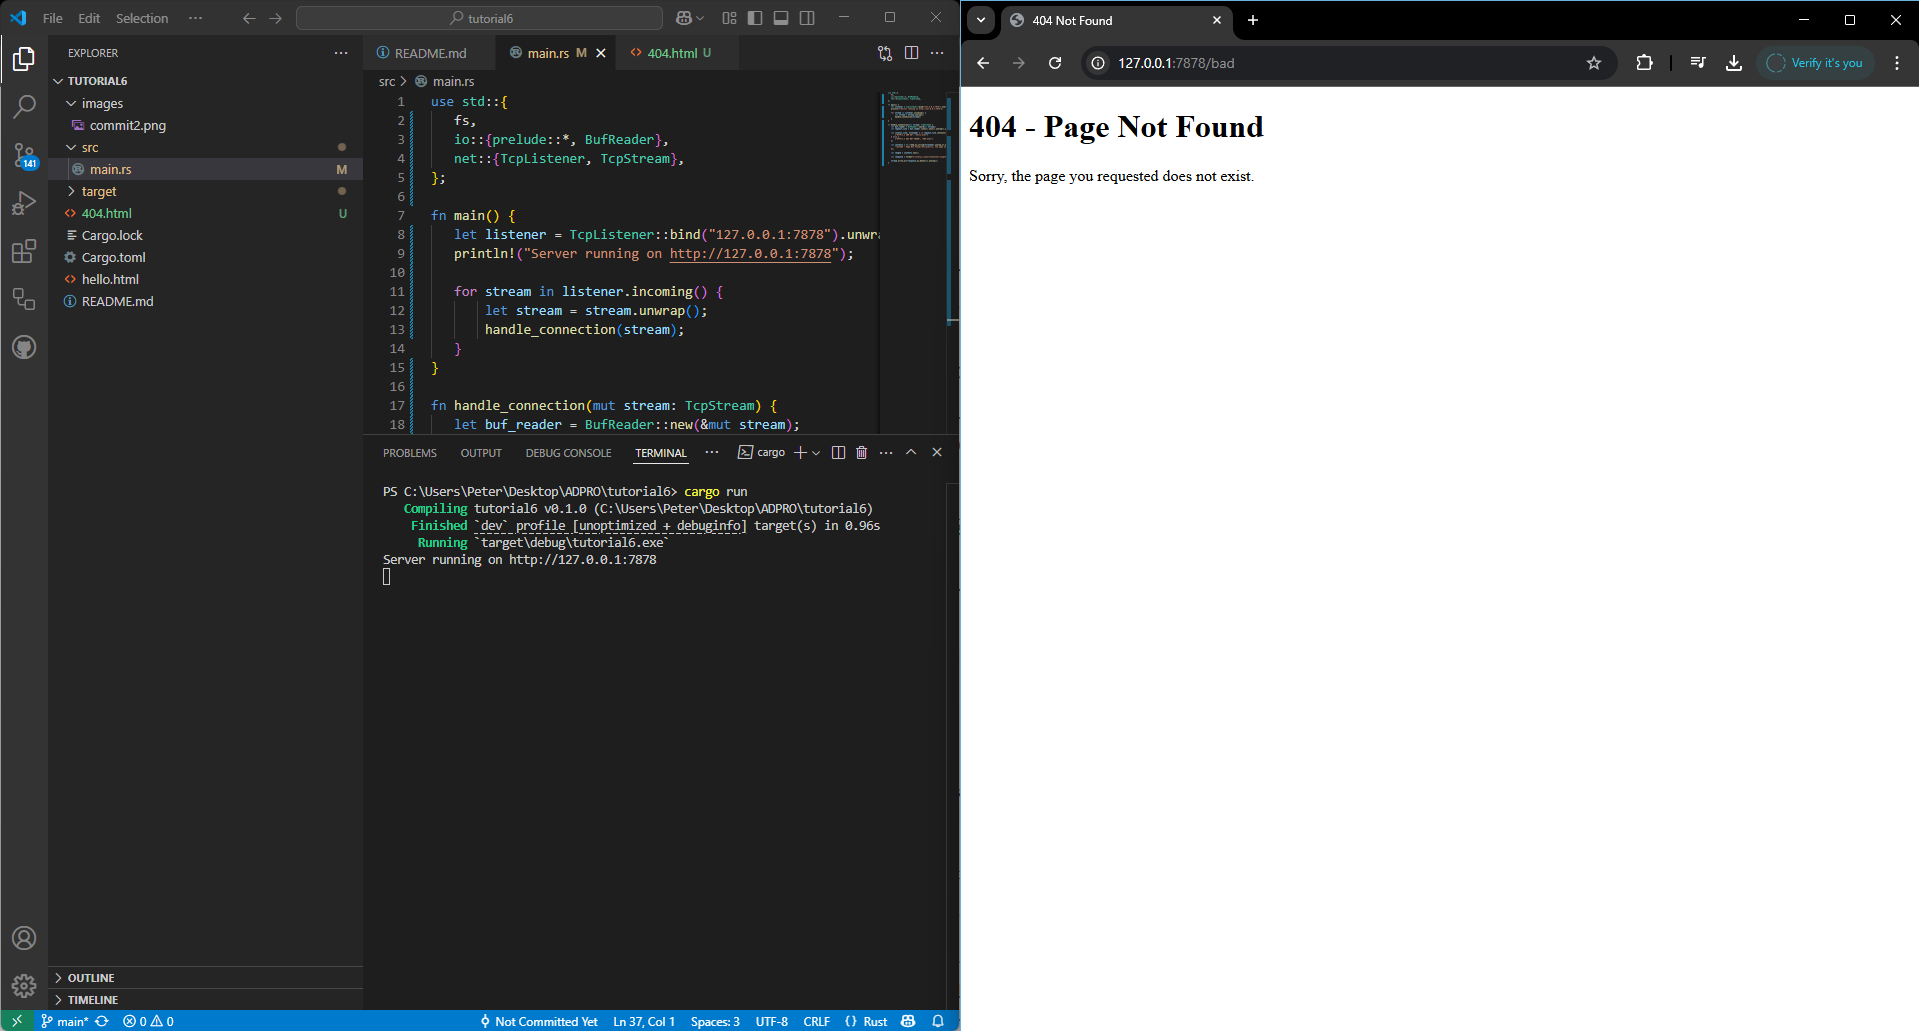 File Edit Selection ··· tutorial6
EXPLORER
TUTORIAL6
images
commit2.png
src
main.rs M
target
404.html U
Cargo.lock
Cargo.toml
hello.html
README.md
OUTLINE
TIMELINE
141
README.md main.rs M 404.html U
src > main.rs
1 use std::{
2 fs,
3 io::{prelude::*, BufReader},
4 net::{TcpListener, TcpStream},
5 };
6
7 fn main() {
8 let listener = TcpListener::bind("127.0.0.1:7878").unwra
9 println!("Server running on http://127.0.0.1:7878");
10
11 for stream in listener.incoming() {
12 let stream = stream.unwrap();
13 handle_connection(stream);
14 }
15 }
16
17 fn handle_connection(mut stream: TcpStream) {
18 let buf_reader = BufReader::new(&mut stream);
PROBLEMS OUTPUT DEBUG CONSOLE TERMINAL ··· cargo
PS C:\Users\Peter\Desktop\ADPRO\tutorial6> cargo run
Compiling tutorial6 v0.1.0 (C:\Users\Peter\Desktop\ADPRO\tutorial6)
Finished `dev` profile [unoptimized + debuginfo] target(s) in 0.96s
Running `target\debug\tutorial6.exe`
Server running on http://127.0.0.1:7878
main* 0 0 Not Committed Yet Ln 37, Col 1 Spaces: 3 UTF-8 CRLF {} Rust
404 Not Found
127.0.0.1:7878/bad
Verify it's you
404 - Page Not Found
Sorry, the page you requested does not exist.